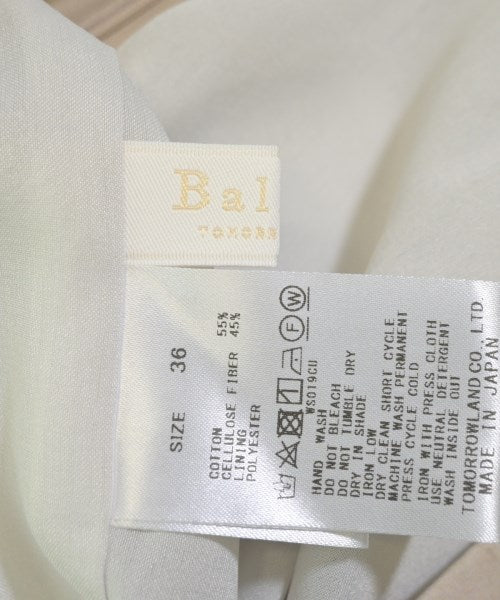 Bal
TOMORR
SIZE 36
COTTON 55%
CELLULOSE FIBER 45%
LINING
POLYESTER
W
F
WS019CU
HAND WASH
DO NOT BLEACH
DO NOT TUMBLE DRY
DRY IN SHADE
IRON LOW
DRY CLEAN SHORT CYCLE
MACHINE WASH PERMANENT
PRESS CYCLE COLD
IRON WITH PRESS CLOTH
USE NEUTRAL DETERGENT
WASH INSIDE OUT
TOMORROWLAND CO.,LTD.
MADE IN JAPAN